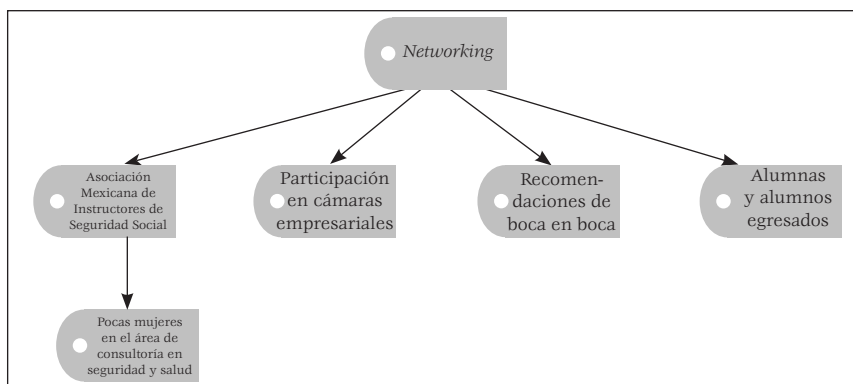 Networking
Asociación
Mexicana de
Instructores de
Seguridad Social
Participación
en cámaras
empresariales
Recomen-
daciones de
boca en boca
Alumnas
y alumnos
egresados
Pocas mujeres
en el área de
consultoría en
seguridad y salud